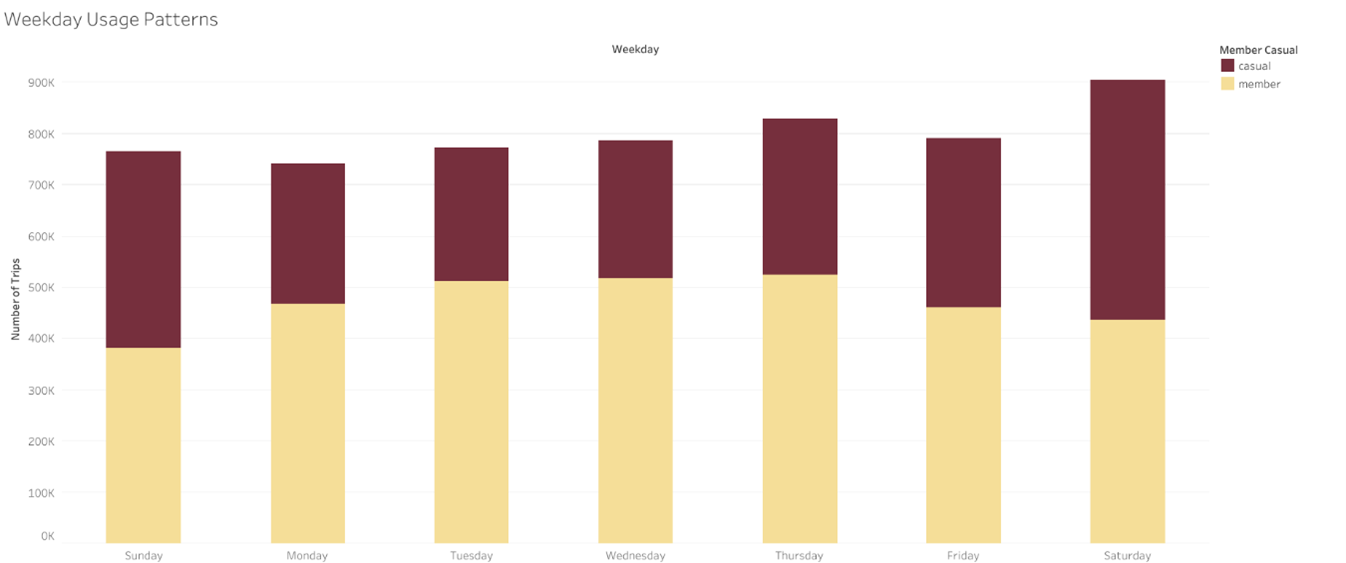 Weekday Usage Patterns
Weekday
Member Casual
casual
member
Number of Trips
900K
800K
700K
600K
500K
400K
300K
200K
100K
0K
Sunday
Monday
Tuesday
Wednesday
Thursday
Friday
Saturday